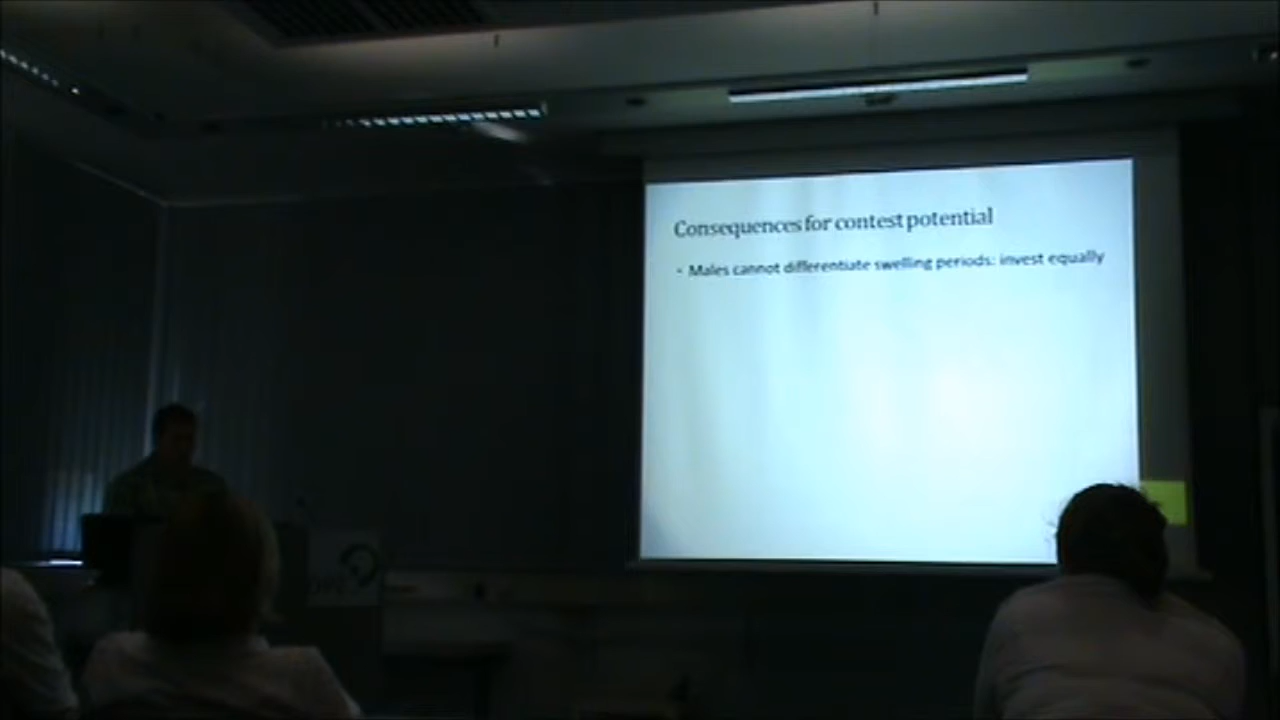 Consequences for contest potential
• Males cannot differentiate swelling periods: invest equally